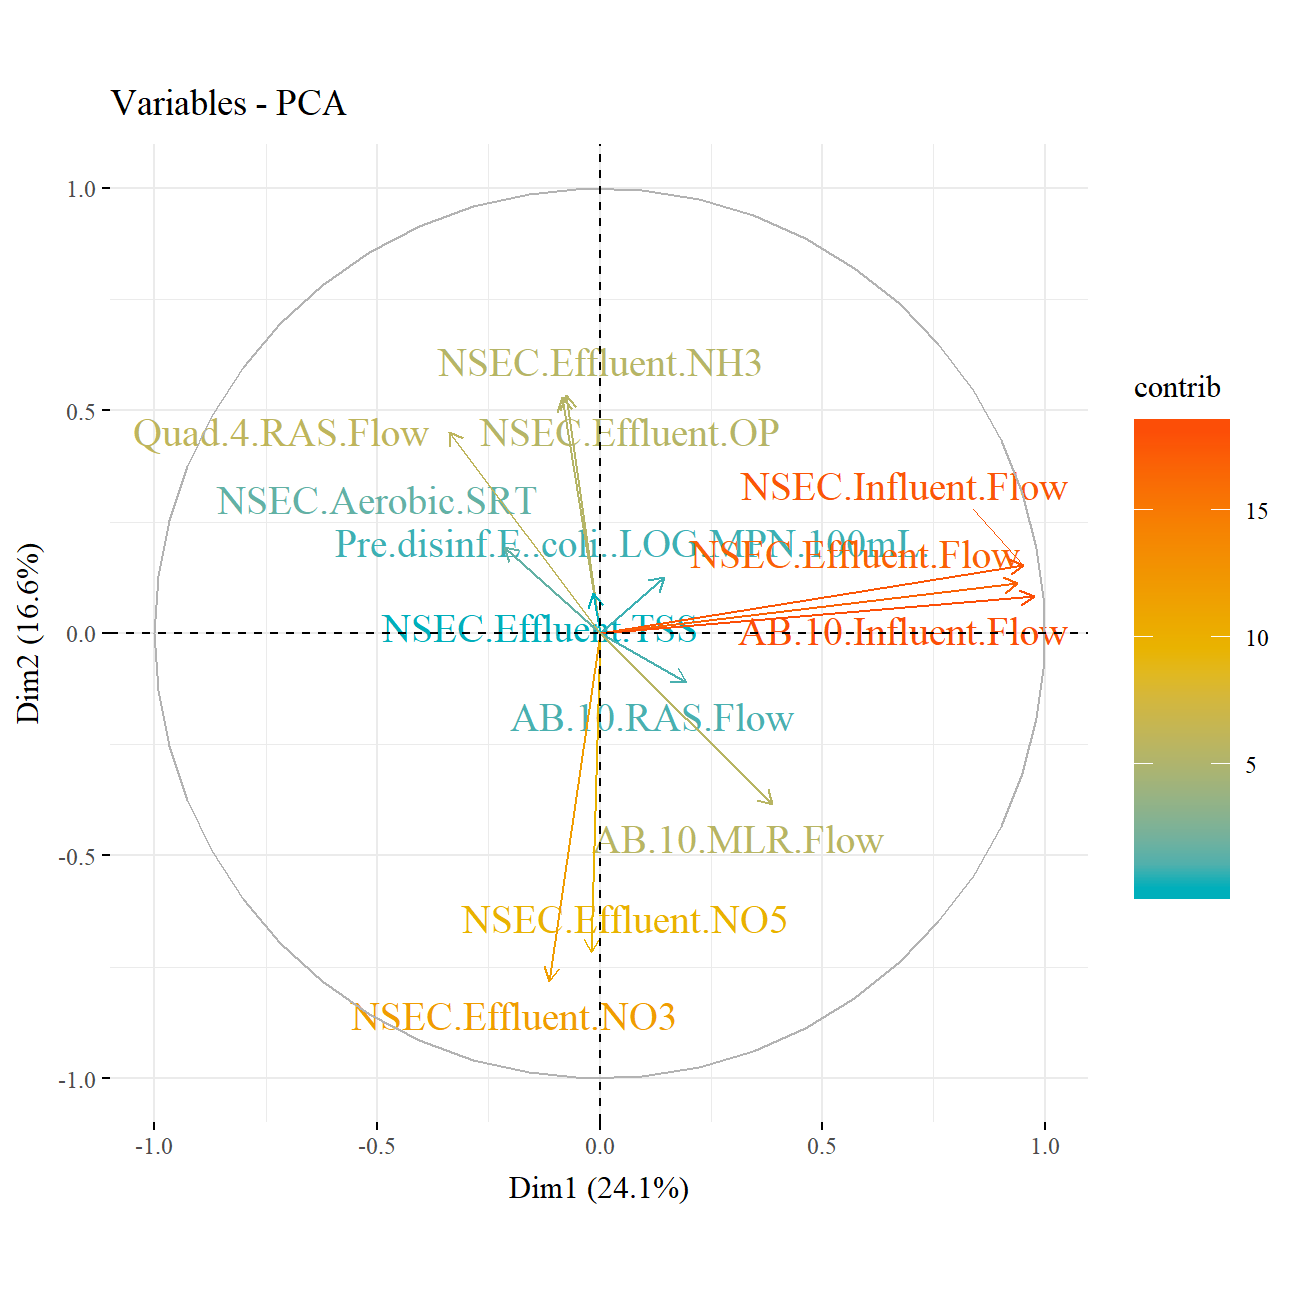 Variables - PCA
1.0
0.5
0.0
-0.5
-1.0
Dim2 (16.6%)
NSEC.Effluent.NH3
Quad.4.RAS.Flow
NSEC.Effluent.OP
NSEC.Influent.Flow
NSEC.Aerobic.SRT
Pre.disinf.E..coli..LOG.MPN.100mL.
NSEC.Effluent.Flow
NSEC.Effluent.TSS
AB.10.Influent.Flow
AB.10.RAS.Flow
AB.10.MLR.Flow
NSEC.Effluent.NO5
NSEC.Effluent.NO3
-1.0
-0.5
0.0
0.5
1.0
Dim1 (24.1%)
contrib
15
10
5